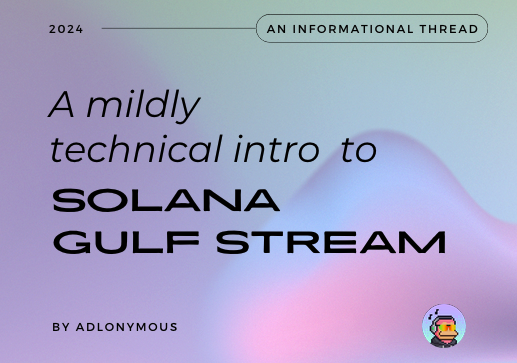 2024
AN INFORMATIONAL THREAD
A mildly
technical intro to
SOLANA
GULF STREAM
BY ADLONYMOUS